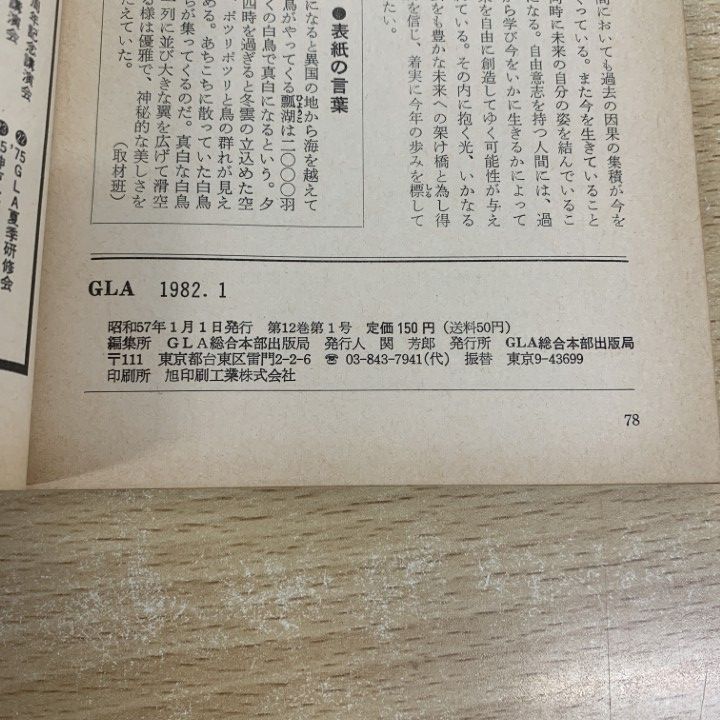 間においても過去の因果の集積が今を
くっている。また今を生きていること
同時に未来の自分の姿を結んでいるこ
になる。自由意志を持つ人間には、過
から学び今をいかに生きるかによって
来を自由に創造してゆく可能性が与え
れている。その内に抱く光、いかなる
をも豊かな未来への架け橋と為し得
を信じ、着実に今年の歩みを標して
たい。
●表紙の言葉
になると異国の地から海を越えて
鳥がやってくる瓢湖は二〇〇〇羽
くの白鳥で真白になるという。夕
四時を過ぎると冬雲の立込めた空
、ポツリポツリと鳥の群れが見え
める。あちこちに散っていた白鳥
ちが集ってくるのだ。真白な白鳥
一列に並び大きな翼を広げて滑空
る様は優雅で、神秘的な美しさを
たえていた。
（取材班）
周年記念講演会
講演会
'75GLA夏季研修会
GLA 1982.1
昭和57年1月1日発行 第12巻第1号 定価150円（送料50円）
編集所 GLA総合本部出版局 発行人 関 芳郎 発行所 GLA総合本部出版局
〒111 東京都台東区雷門2-2-6 ☎ 03-843-7941(代) 振替 東京9-43699
印刷所 旭印刷工業株式会社
78